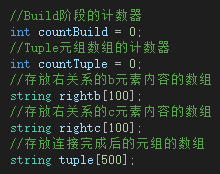 //Build阶段的计数器
int countBuild = 0;
//Tuple元组数组的计数器
int countTuple = 0;
//存放右关系的b元素内容的数组
string rightb[100];
//存放右关系的c元素内容的数组
string rightc[100];
//存放连接完成后的元组的数组
string tuple[500];